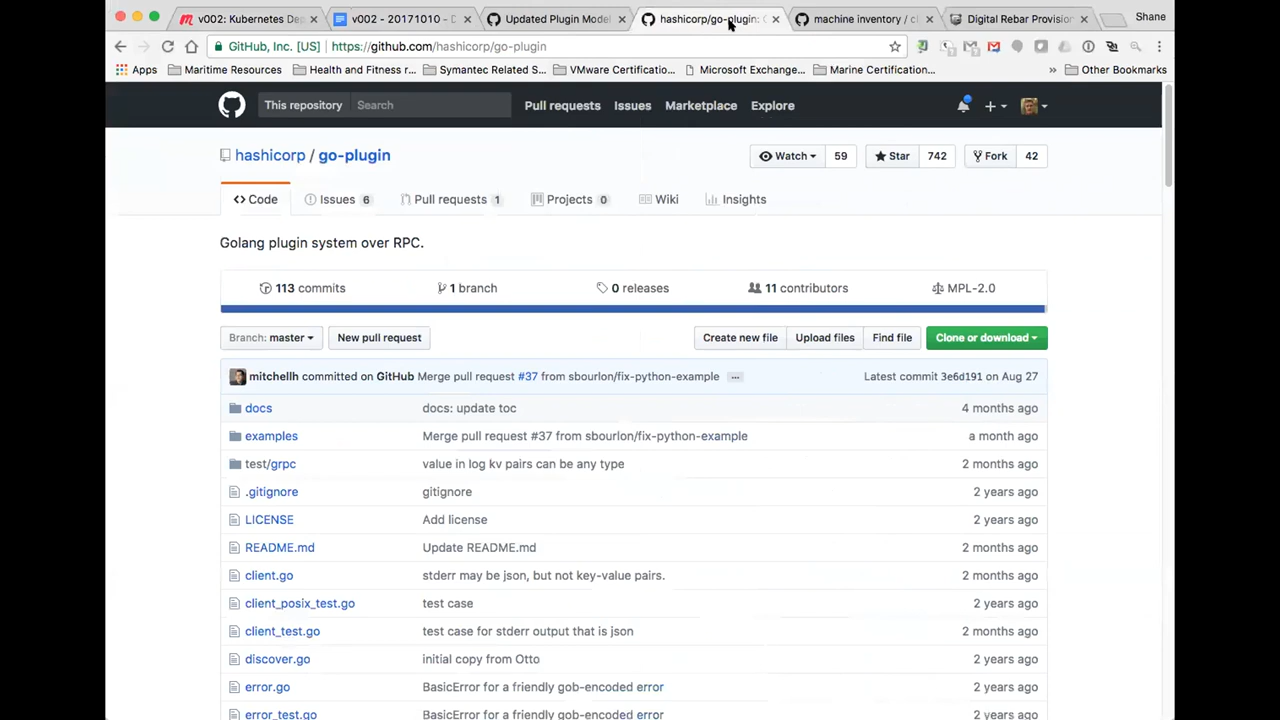 v002: Kubernetes De
v002 - 20171010 - D
Updated Plugin Model
hashicorp/go-plugin: G
machine inventory / cl
Digital Rebar Provision
Shane
GitHub, Inc. [US] https://github.com/hashicorp/go-plugin
Apps Maritime Resources Health and Fitness r... Symantec Related S... VMware Certificatio... Microsoft Exchange... Marine Certification... » Other Bookmarks
This repository Search Pull requests Issues Marketplace Explore
hashicorp / go-plugin
Watch 59 Star 742 Fork 42
Code Issues 6 Pull requests 1 Projects 0 Wiki Insights
Golang plugin system over RPC.
113 commits 1 branch 0 releases 11 contributors MPL-2.0
Branch: master New pull request Create new file Upload files Find file Clone or download
mitchellh committed on GitHub Merge pull request #37 from sbourlon/fix-python-example ... Latest commit 3e6d191 on Aug 27
docs docs: update toc 4 months ago
examples Merge pull request #37 from sbourlon/fix-python-example a month ago
test/grpc value in log kv pairs can be any type 2 months ago
.gitignore gitignore 2 years ago
LICENSE Add license 2 years ago
README.md Update README.md 2 months ago
client.go stderr may be json, but not key-value pairs. 2 months ago
client_posix_test.go test case 2 years ago
client_test.go test case for stderr output that is json 2 months ago
discover.go initial copy from Otto 2 years ago
error.go BasicError for a friendly gob-encoded error 2 years ago
error_test.go BasicError for a friendly gob-encoded error 2 years ago